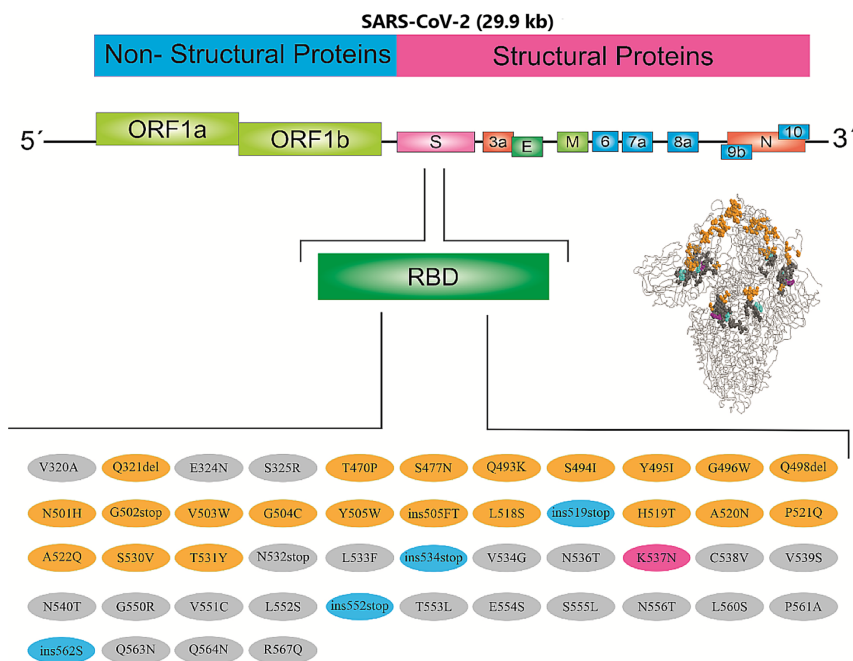 SARS-CoV-2 (29.9 kb)
Non- Structural Proteins Structural Proteins
5´ ORF1a ORF1b S 3a E M 6 7a 8a 9b N 10 3´
RBD
V320A Q321del E324N S325R T470P S477N Q493K S494I Y495I G496W Q498del
N501H G502stop V503W G504C Y505W ins505FT L518S ins519stop H519T A520N P521Q
A522Q S530V T531Y N532stop L533F ins534stop V534G N536T K537N C538V V539S
N540T G550R V551C L552S ins552stop T553L E554S S555L N556T L560S P561A
ins562S Q563N Q564N R567Q